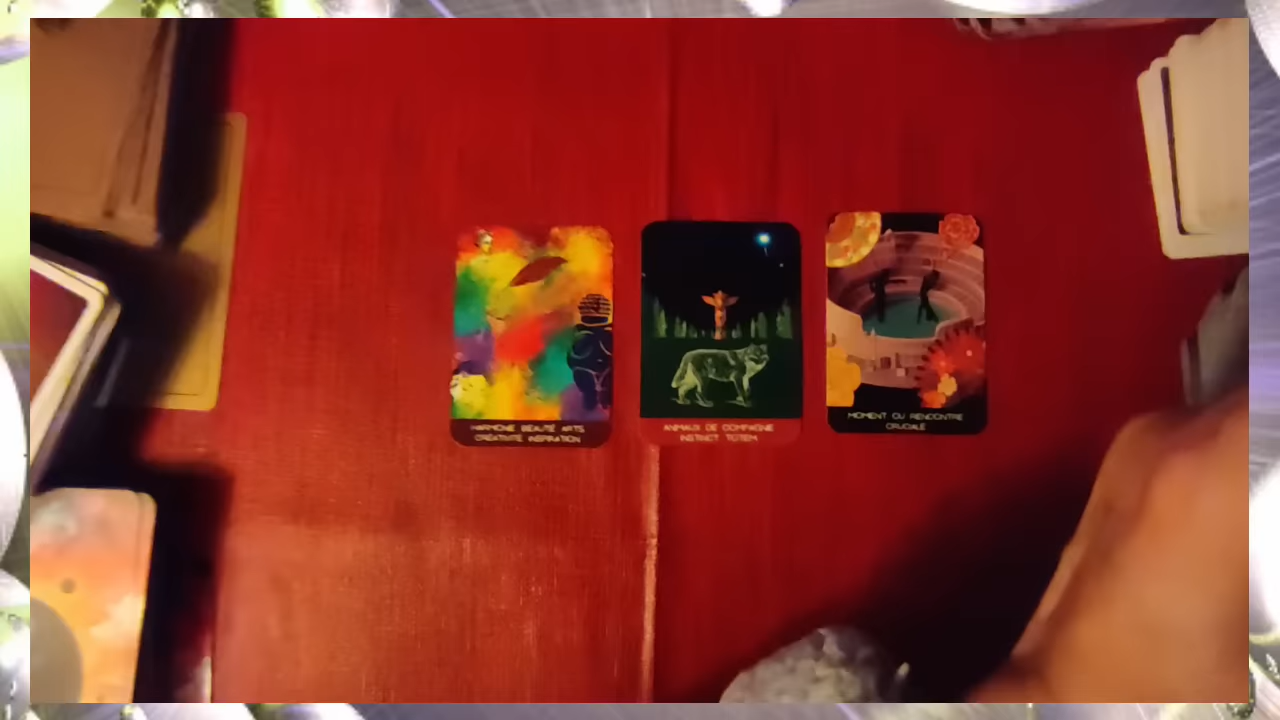 HARMONIE BEAUTÉ ARTS
CRÉATIVITÉ INSPIRATION
ANIMAUX DE COMPAGNIE
INSTINCT TOTEM
MOMENT OU RENCONTRE
CRUCIALE